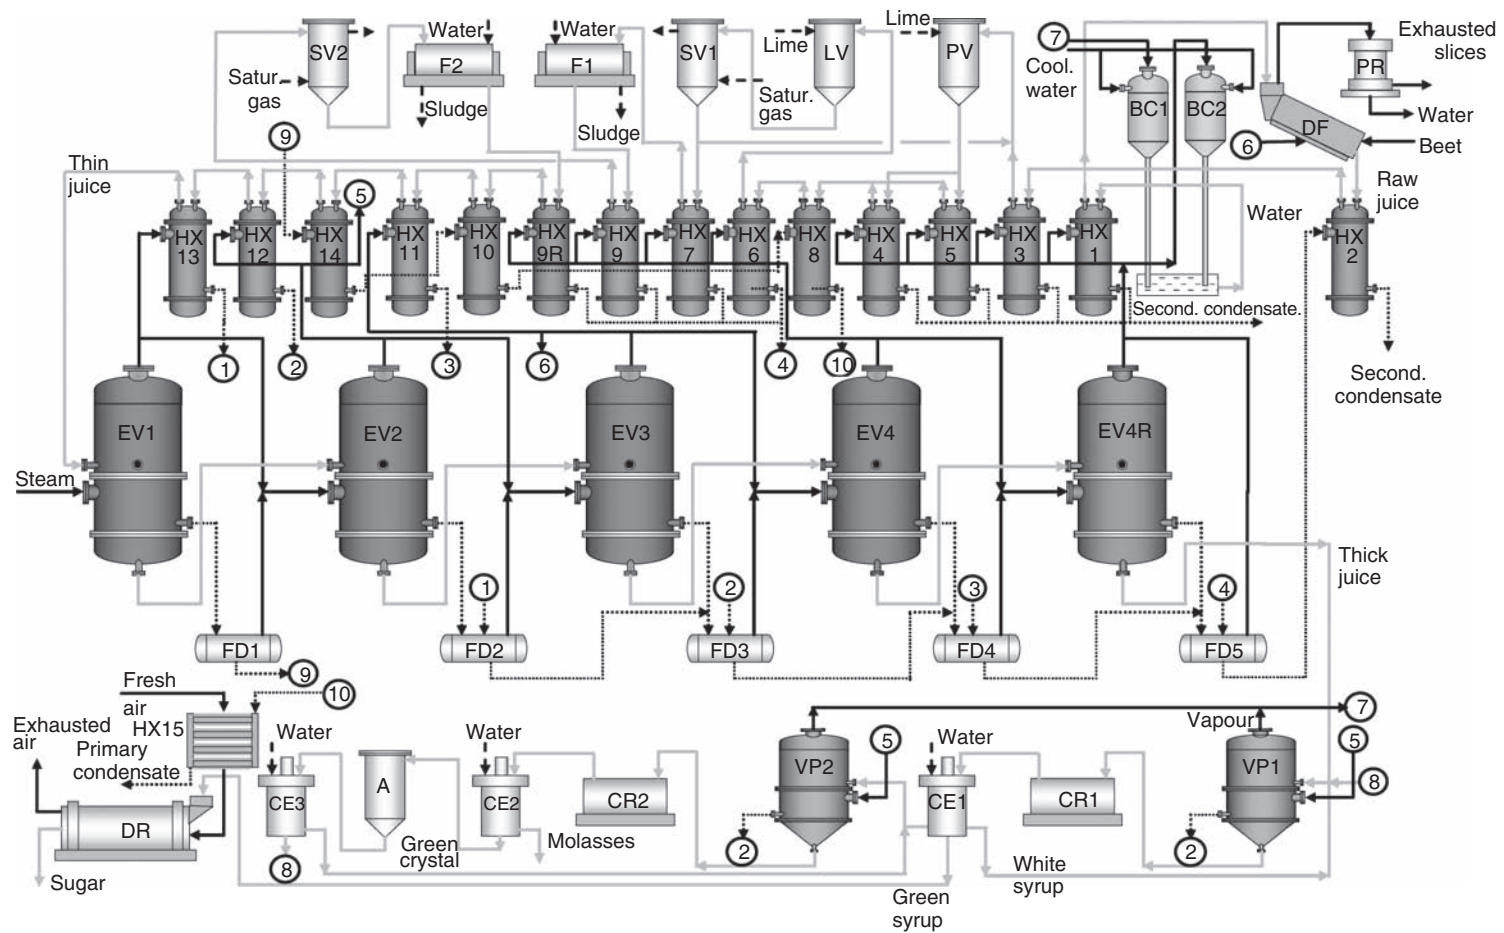 SV2
Water
F2
Satur.
gas
Sludge
Water
F1
Sludge
SV1
Lime
LV
Satur.
gas
Lime
PV
7
Cool.
water
BC1
BC2
PR
Exhausted
slices
Water
DF
6
Beet
9
5
Thin
juice
Raw
juice
Water
HX
13
HX
12
HX
14
HX
11
HX
10
HX
9R
HX
9
HX
7
HX
6
HX
8
HX
4
HX
5
HX
3
HX
1
HX
2
Second. condensate.
1
2
3
6
4
10
Second.
condensate
EV1
EV2
EV3
EV4
EV4R
Steam
Thick
juice
1
2
3
4
FD1
FD2
FD3
FD4
FD5
9
Fresh
air
10
HX15
Exhausted
air
Primary
condensate
DR
Sugar
Water
CE3
8
A
Green
crystal
Water
CE2
Molasses
CR2
VP2
5
2
Water
CE1
Green
syrup
White
syrup
CR1
Vapour
7
VP1
5
8
2